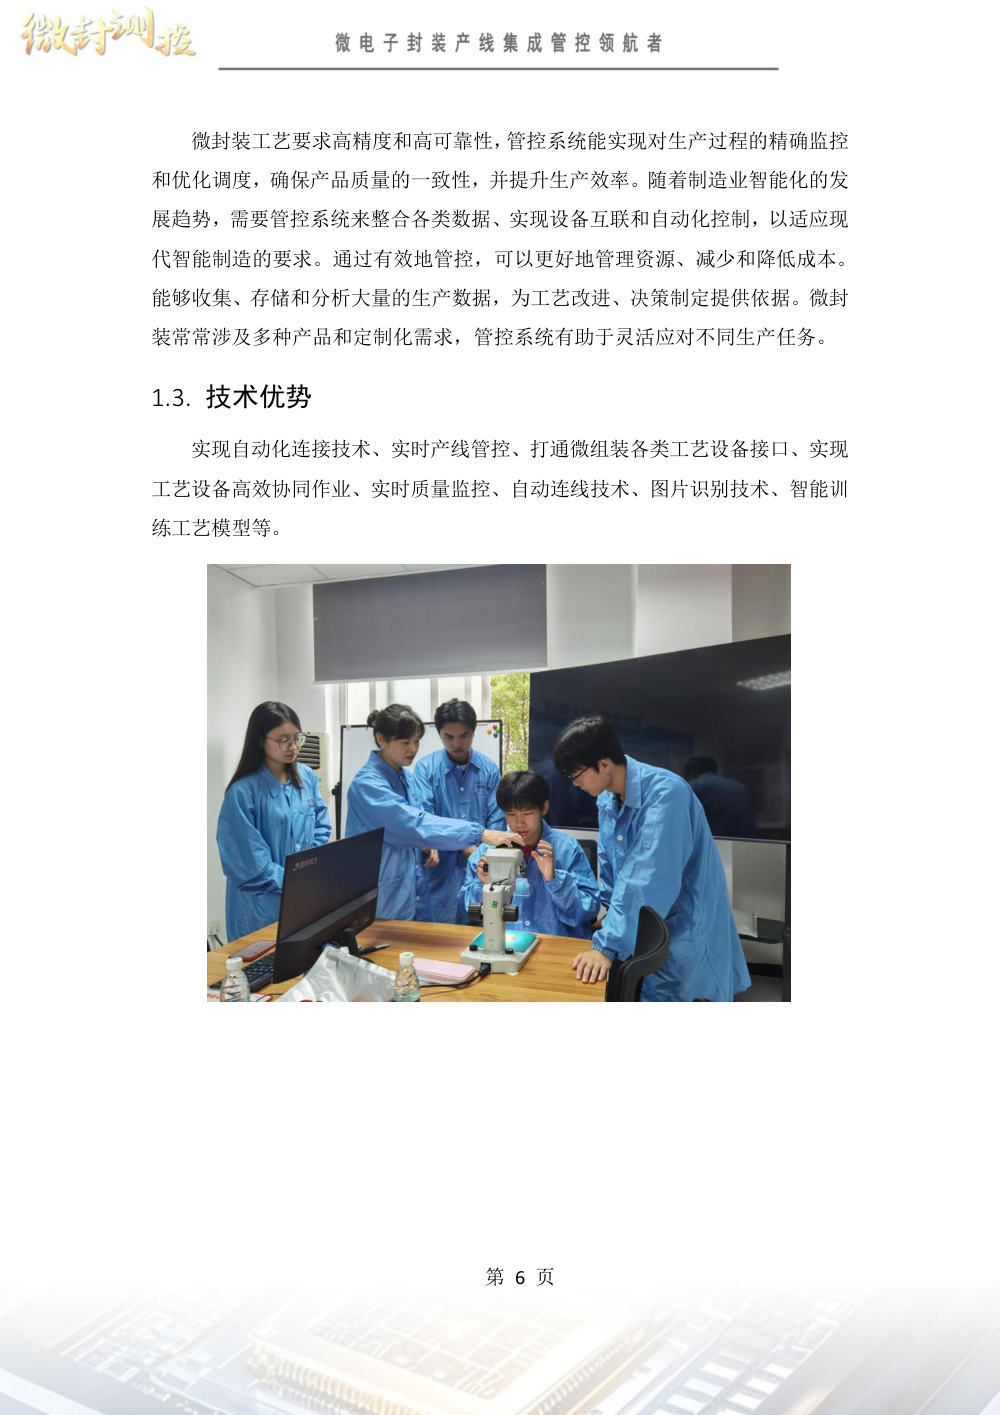 微封训控
微电子封装产线集成管控领航者
微封装工艺要求高精度和高可靠性，管控系统能实现对生产过程的精确监控
和优化调度，确保产品质量的一致性，并提升生产效率。随着制造业智能化的发
展趋势，需要管控系统来整合各类数据、实现设备互联和自动化控制，以适应现
代智能制造的要求。通过有效地管控，可以更好地管理资源、减少和降低成本。
能够收集、存储和分析大量的生产数据，为工艺改进、决策制定提供依据。微封
装常常涉及多种产品和定制化需求，管控系统有助于灵活应对不同生产任务。
1.3. 技术优势
实现自动化连接技术、实时产线管控、打通微组装各类工艺设备接口、实现
工艺设备高效协同作业、实时质量监控、自动连线技术、图片识别技术、智能训
练工艺模型等。
第 6 页